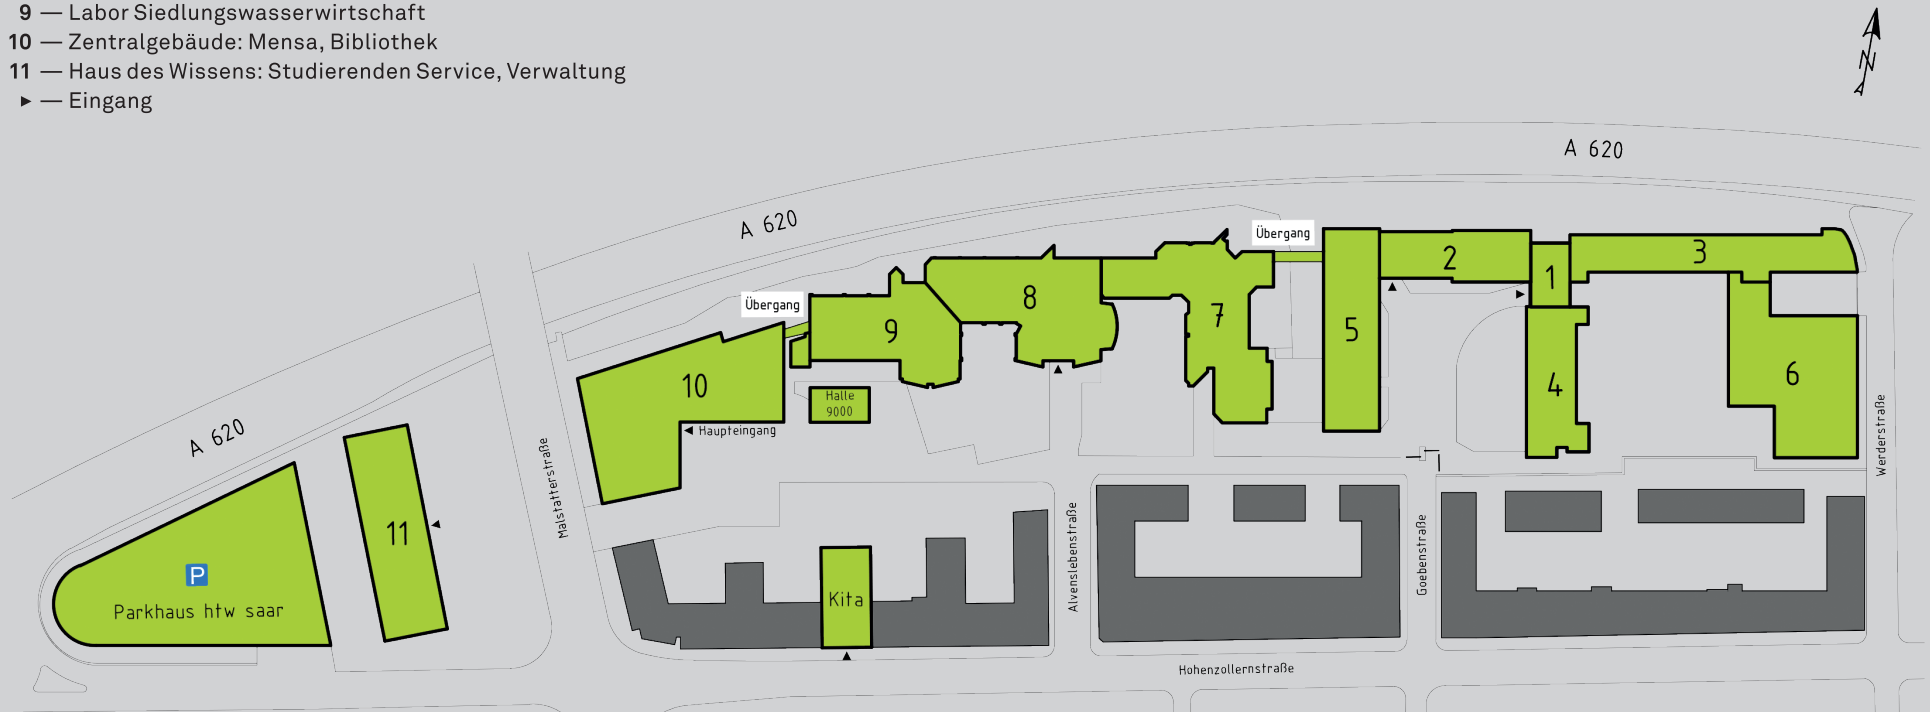 9 — Labor Siedlungswasserwirtschaft
10 — Zentralgebäude: Mensa, Bibliothek
11 — Haus des Wissens: Studierenden Service, Verwaltung
▸ — Eingang
N
A 620
A 620
A 620
Übergang
Übergang
1
2
3
4
5
6
7
8
9
10
11
Halle
9000
Haupteingang
Malstatterstraße
Werderstraße
Alvenslebenstraße
Goebenstraße
Hohenzollernstraße
Kita
P
Parkhaus htw saar